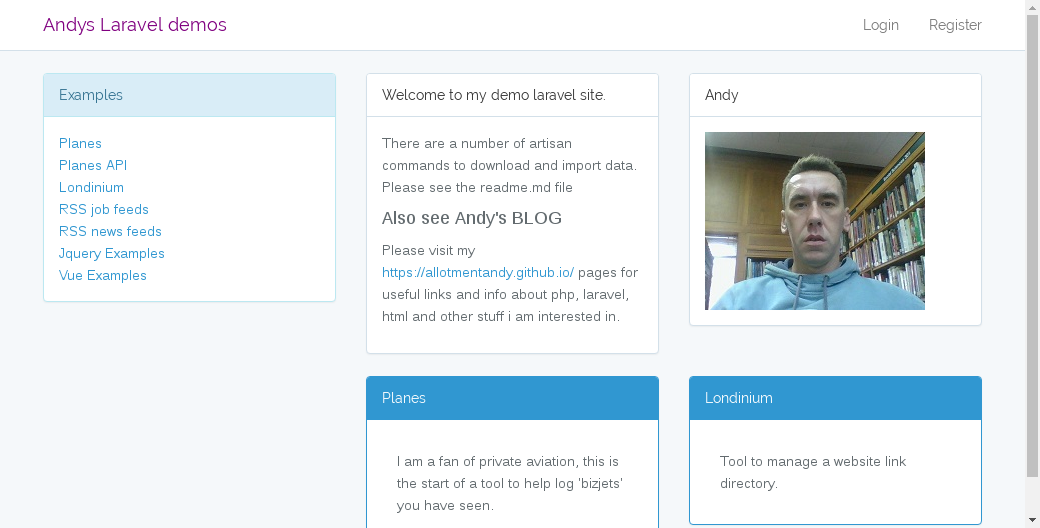 Andys Laravel demos
Login
Register
Examples
Planes
Planes API
Londinium
RSS job feeds
RSS news feeds
Jquery Examples
Vue Examples
Welcome to my demo laravel site.
There are a number of artisan
commands to download and import data.
Please see the readme.md file
Also see Andy's BLOG
Please visit my
https://allotmentandy.github.io/ pages for
useful links and info about php, laravel,
html and other stuff i am interested in.
Andy
Planes
I am a fan of private aviation, this is
the start of a tool to help log 'bizjets'
you have seen.
Londinium
Tool to manage a website link
directory.